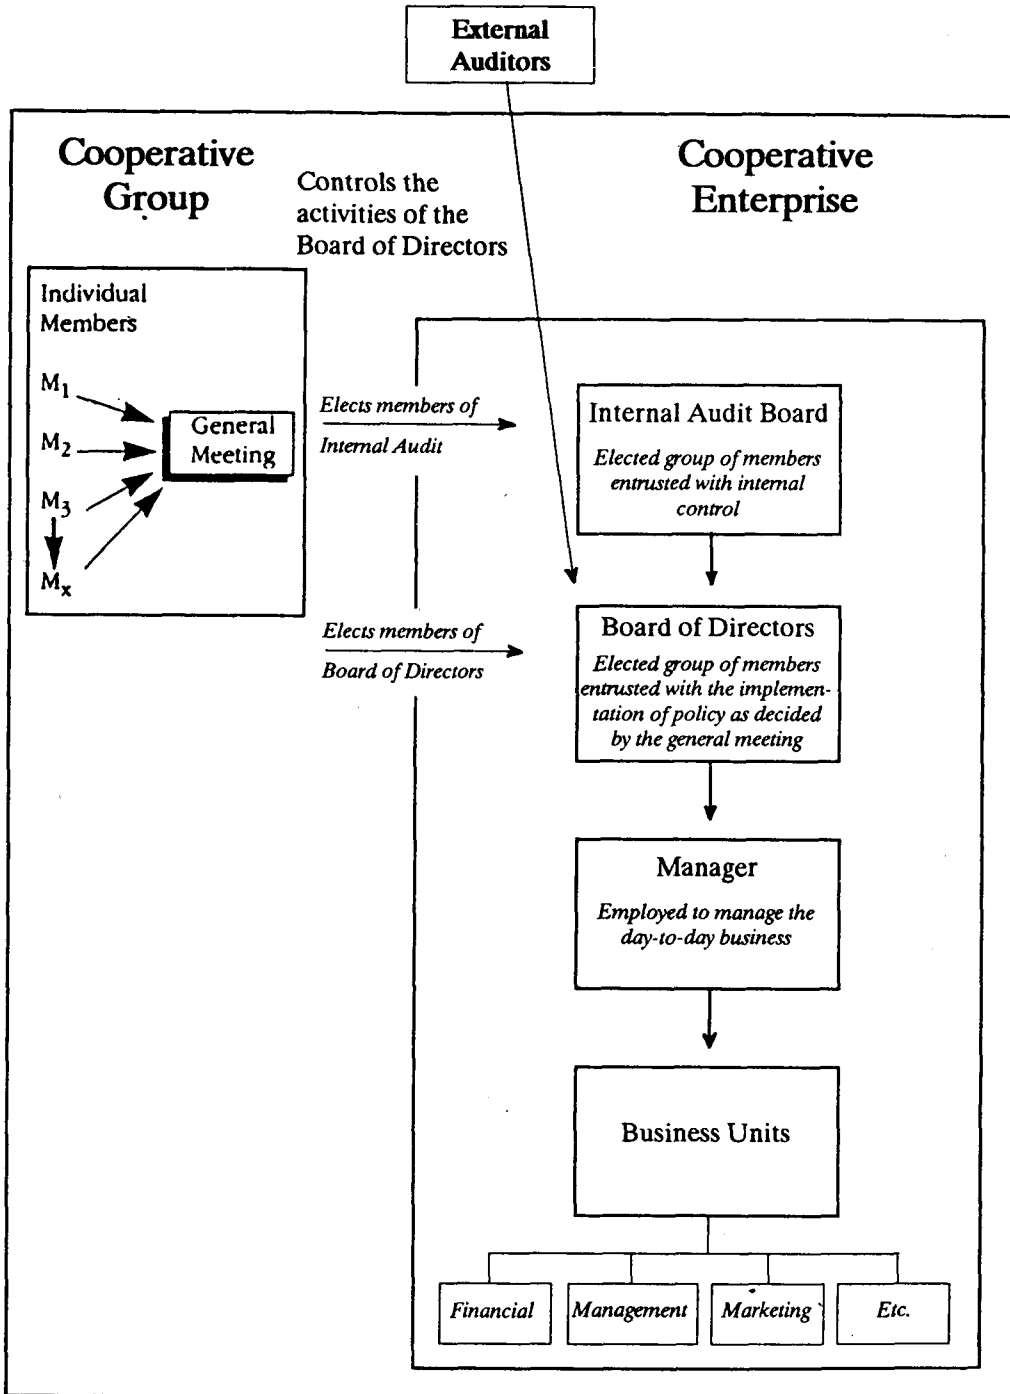 External
Auditors
Cooperative
Group
Controls the
activities of the
Board of Directors
Cooperative
Enterprise
Individual
Members
M₁
M₂
M₃
Mₓ
General
Meeting
Elects members of
Internal Audit
Elects members of
Board of Directors
Internal Audit Board
Elected group of members
entrusted with internal
control
Board of Directors
Elected group of members
entrusted with the implemen-
tation of policy as decided
by the general meeting
Manager
Employed to manage the
day-to-day business
Business Units
Financial
Management
Marketing
Etc.